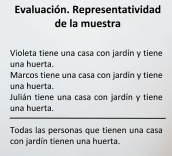 Evaluación. Representatividad
de la muestra
Violeta tiene una casa con jardín y tiene
una huerta.
Marcos tiene una casa con jardín y tiene
una huerta.
Julián tiene una casa con jardín y tiene
una huerta.
Todas las personas que tienen una casa
con jardín tienen una huerta.